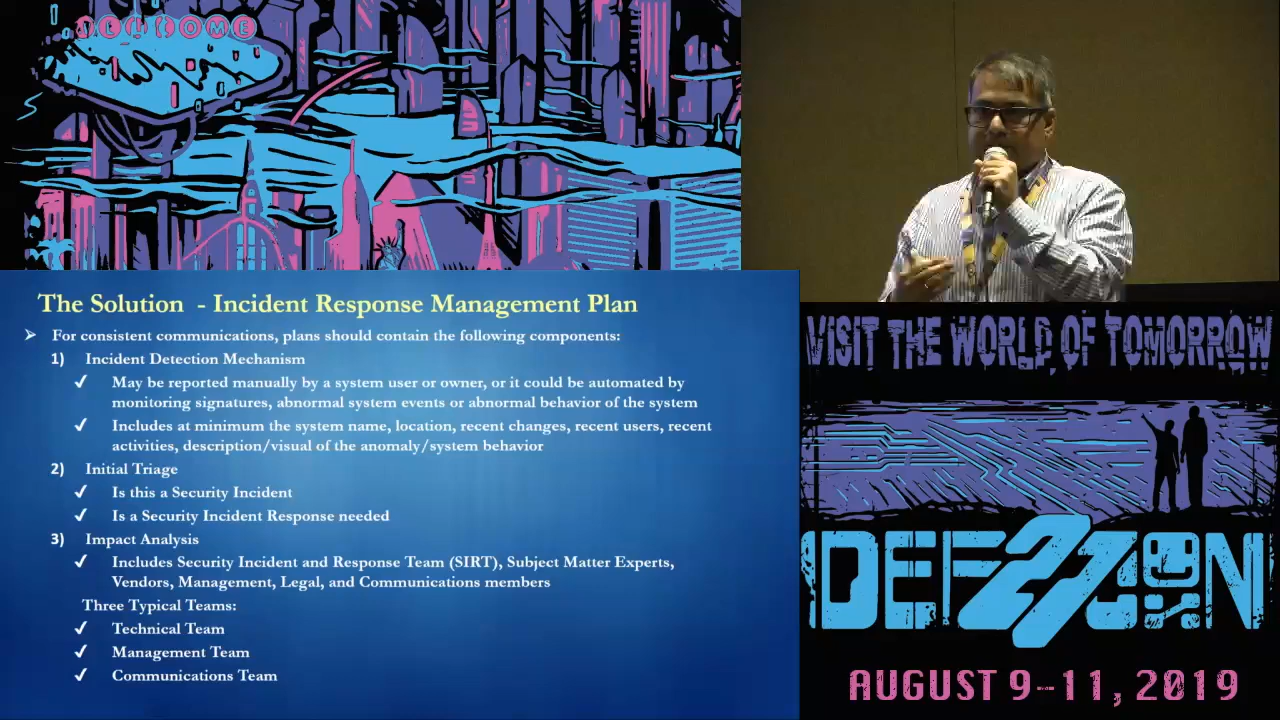 WELCOME
The Solution - Incident Response Management Plan
➢ For consistent communications, plans should contain the following components:
1) Incident Detection Mechanism
✓ May be reported manually by a system user or owner, or it could be automated by
monitoring signatures, abnormal system events or abnormal behavior of the system
✓ Includes at minimum the system name, location, recent changes, recent users, recent
activities, description/visual of the anomaly/system behavior
2) Initial Triage
✓ Is this a Security Incident
✓ Is a Security Incident Response needed
3) Impact Analysis
✓ Includes Security Incident and Response Team (SIRT), Subject Matter Experts,
Vendors, Management, Legal, and Communications members
Three Typical Teams:
✓ Technical Team
✓ Management Team
✓ Communications Team
VISIT THE WORLD OF TOMORROW
DEF 27 CON
AUGUST 9-11, 2019